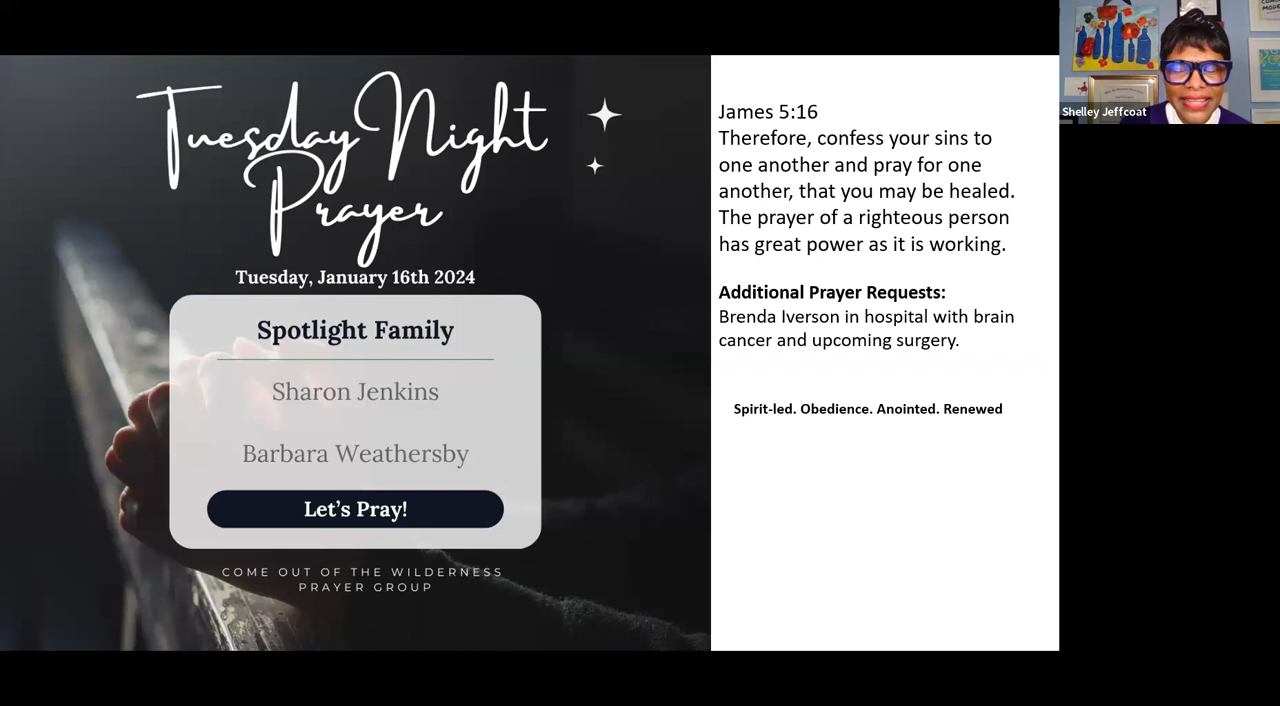 Tuesday Night
Prayer
Tuesday, January 16th 2024
Spotlight Family
Sharon Jenkins
Barbara Weathersby
Let's Pray!
COME OUT OF THE WILDERNESS
PRAYER GROUP
James 5:16
Therefore, confess your sins to
one another and pray for one
another, that you may be healed.
The prayer of a righteous person
has great power as it is working.
Additional Prayer Requests:
Brenda Iverson in hospital with brain
cancer and upcoming surgery.
Spirit-led. Obedience. Anointed. Renewed
Shelley Jeffcoat